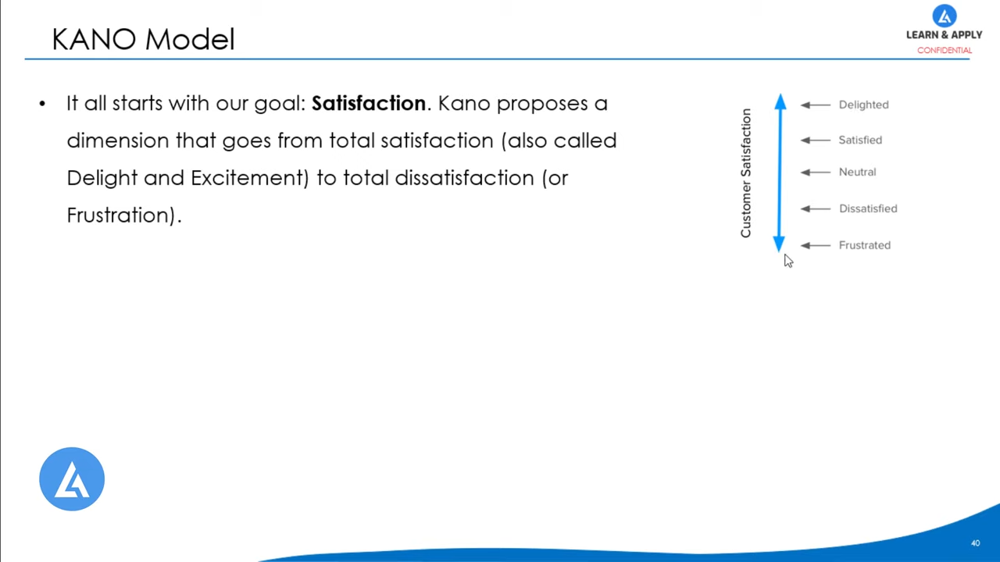 KANO Model
LEARN & APPLY
CONFIDENTIAL
• It all starts with our goal: Satisfaction. Kano proposes a
dimension that goes from total satisfaction (also called
Delight and Excitement) to total dissatisfaction (or
Frustration).
Customer Satisfaction
Delighted
Satisfied
Neutral
Dissatisfied
Frustrated
40